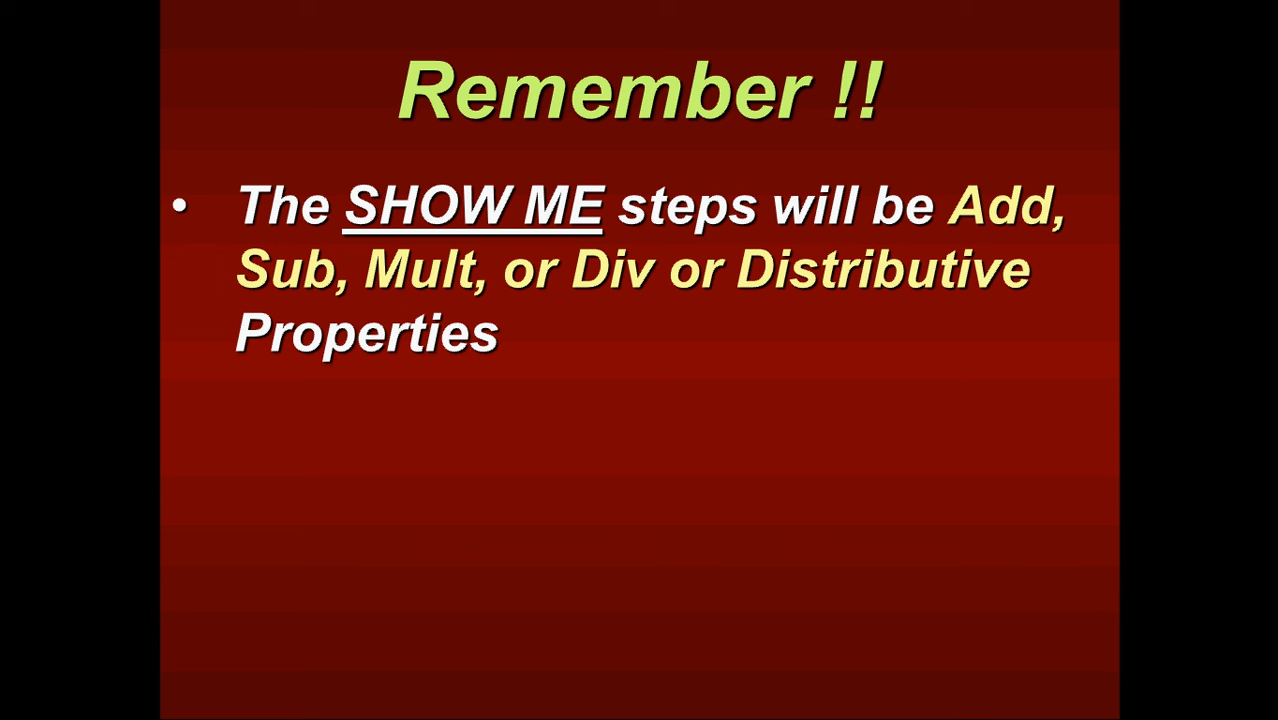 Remember !!
• The SHOW ME steps will be Add,
Sub, Mult, or Div or Distributive
Properties